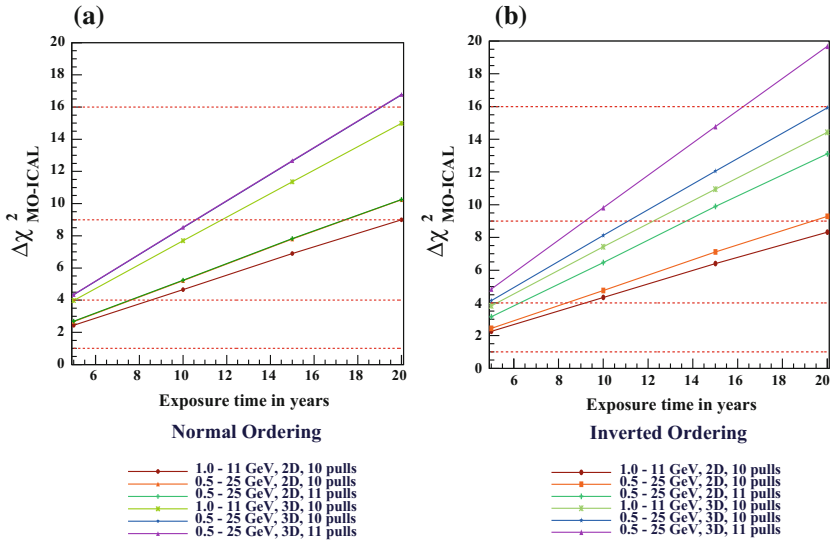 (a)
(b)
Δχ² MO-ICAL
20
18
16
14
12
10
8
6
4
2
0
6 8 10 12 14 16 18 20
Exposure time in years
Normal Ordering
Δχ² MO-ICAL
20
18
16
14
12
10
8
6
4
2
0
6 8 10 12 14 16 18 20
Exposure time in years
Inverted Ordering
1.0 - 11 GeV, 2D, 10 pulls
0.5 - 25 GeV, 2D, 10 pulls
0.5 - 25 GeV, 2D, 11 pulls
1.0 - 11 GeV, 3D, 10 pulls
0.5 - 25 GeV, 3D, 10 pulls
0.5 - 25 GeV, 3D, 11 pulls
1.0 - 11 GeV, 2D, 10 pulls
0.5 - 25 GeV, 2D, 10 pulls
0.5 - 25 GeV, 2D, 11 pulls
1.0 - 11 GeV, 3D, 10 pulls
0.5 - 25 GeV, 3D, 10 pulls
0.5 - 25 GeV, 3D, 11 pulls